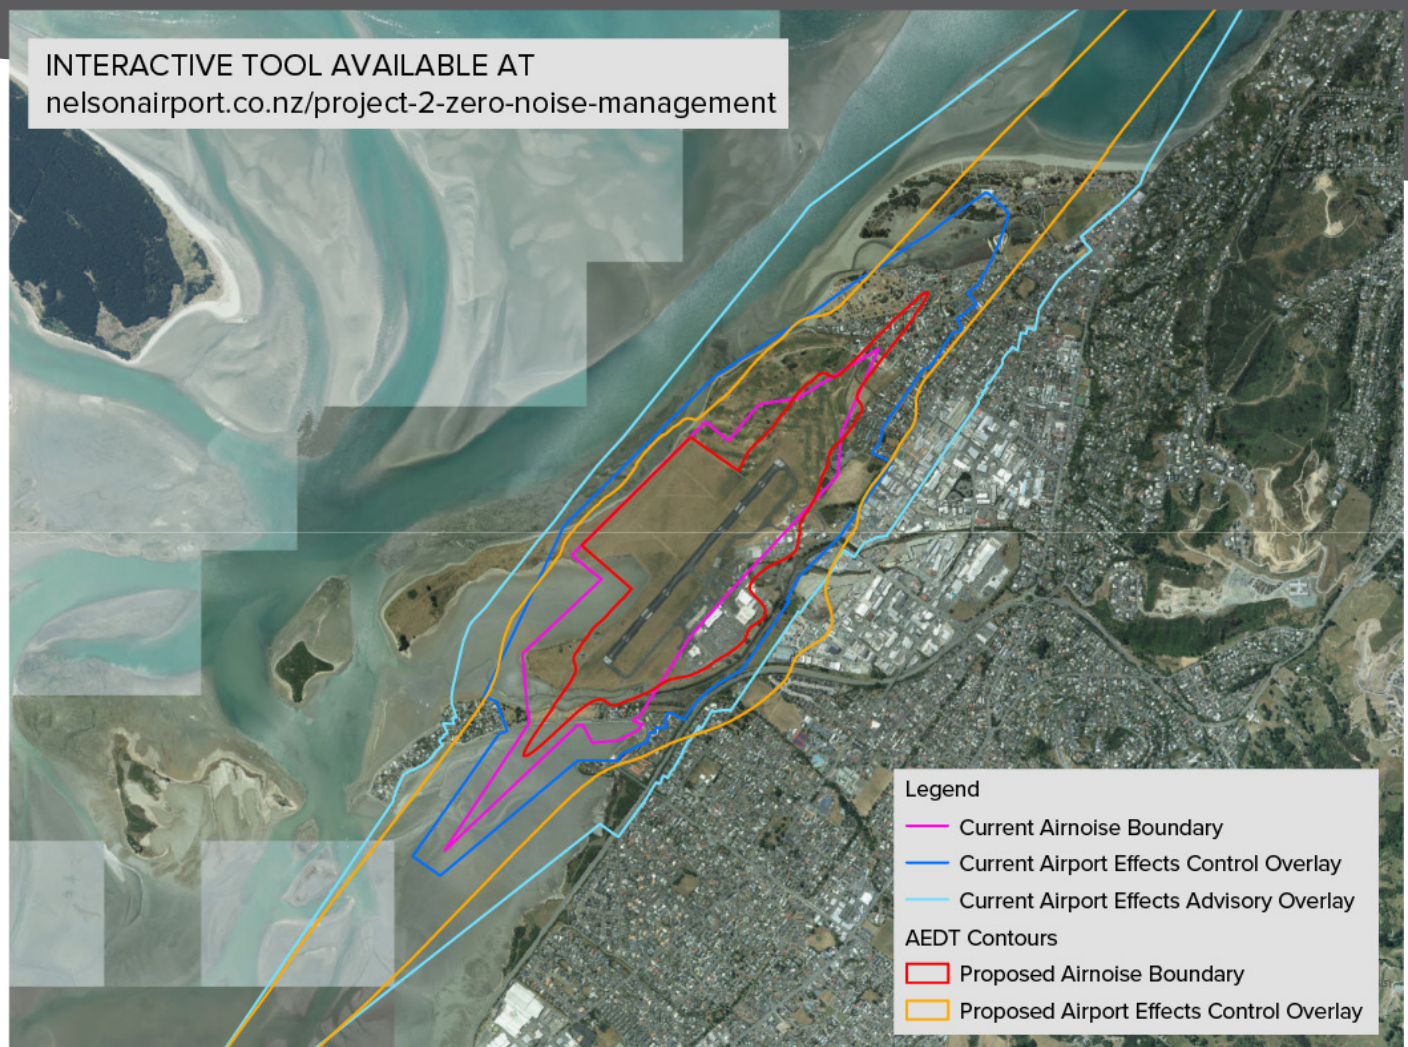 INTERACTIVE TOOL AVAILABLE AT
nelsonairport.co.nz/project-2-zero-noise-management
Legend
Current Airnoise Boundary
Current Airport Effects Control Overlay
Current Airport Effects Advisory Overlay
AEDT Contours
Proposed Airnoise Boundary
Proposed Airport Effects Control Overlay